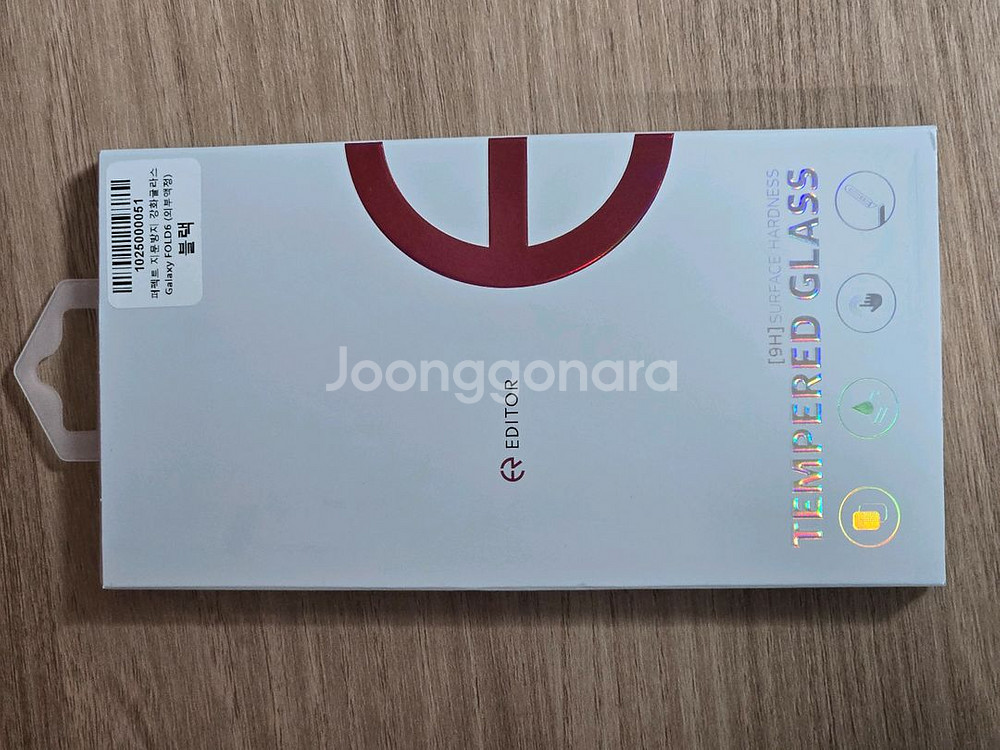 1025000051
퍼펙트 지문방지 강화글라스
Galaxy FOLD6 (외부액정)
블랙
Joonggonara
EDITOR
[9H] SURFACE HARDNESS
TEMPERED GLASS